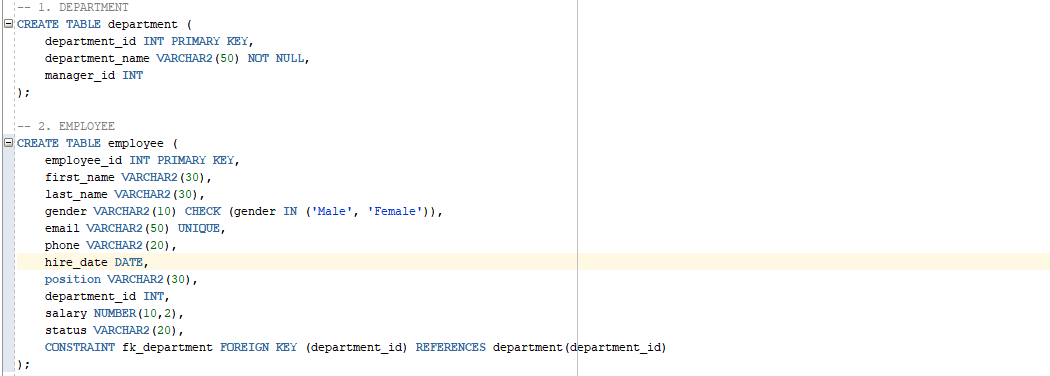 -- 1. DEPARTMENT
CREATE TABLE department (
    department_id INT PRIMARY KEY,
    department_name VARCHAR2(50) NOT NULL,
    manager_id INT
);

-- 2. EMPLOYEE
CREATE TABLE employee (
    employee_id INT PRIMARY KEY,
    first_name VARCHAR2(30),
    last_name VARCHAR2(30),
    gender VARCHAR2(10) CHECK (gender IN ('Male', 'Female')),
    email VARCHAR2(50) UNIQUE,
    phone VARCHAR2(20),
    hire_date DATE,
    position VARCHAR2(30),
    department_id INT,
    salary NUMBER(10,2),
    status VARCHAR2(20),
    CONSTRAINT fk_department FOREIGN KEY (department_id) REFERENCES department(department_id)
);